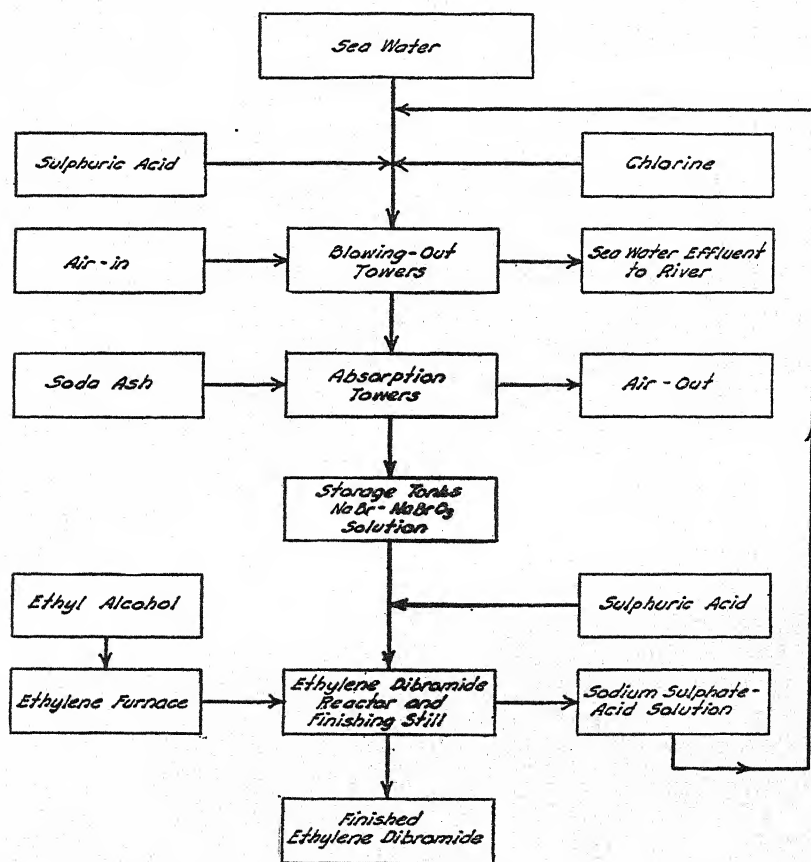 Sea Water
Sulphuric Acid
Chlorine
Air-in
Blowing-Out
Towers
Sea Water Effluent
to River
Soda Ash
Absorption
Towers
Air-Out
Storage Tanks
NaBr-NaBrO₃
Solution
Ethyl Alcohol
Sulphuric Acid
Ethylene Furnace
Ethylene Dibromide
Reactor and
Finishing Still
Sodium Sulphate-
Acid Solution
Finished
Ethylene Dibromide